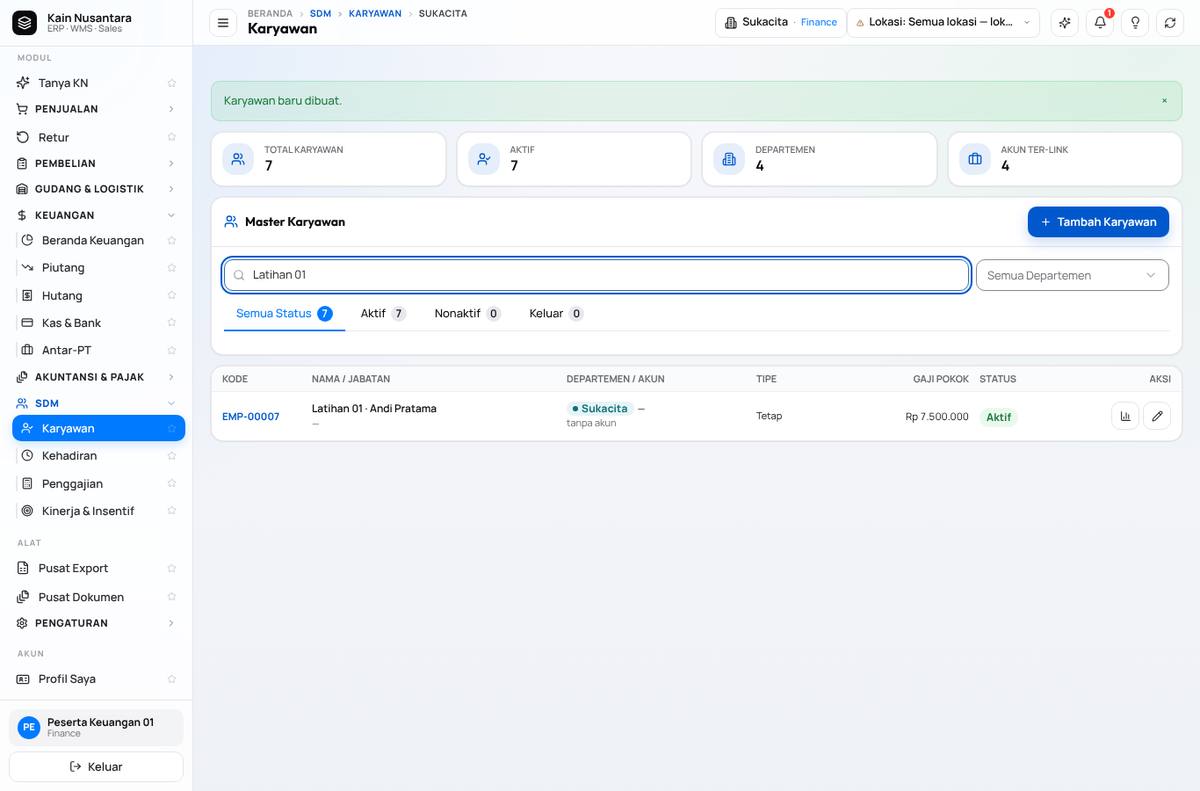 Kain Nusantara
ERP · WMS · Sales
MODUL
Tanya KN
PENJUALAN
Retur
PEMBELIAN
GUDANG & LOGISTIK
KEUANGAN
Beranda Keuangan
Piutang
Hutang
Kas & Bank
Antar-PT
AKUNTANSI & PAJAK
SDM
Karyawan
Kehadiran
Penggajian
Kinerja & Insentif
ALAT
Pusat Export
Pusat Dokumen
PENGATURAN
AKUN
Profil Saya
PE
Peserta Keuangan 01
Finance
Keluar
BERANDA › SDM › KARYAWAN › SUKACITA
Karyawan
Sukacita · Finance
Lokasi: Semua lokasi — lok...
1
Karyawan baru dibuat.
×
TOTAL KARYAWAN
7
AKTIF
7
DEPARTEMEN
4
AKUN TER-LINK
4
Master Karyawan
+ Tambah Karyawan
Latihan 01
Semua Departemen
Semua Status 7
Aktif 7
Nonaktif 0
Keluar 0
KODE NAMA / JABATAN DEPARTEMEN / AKUN TIPE GAJI POKOK STATUS AKSI
EMP-00007 Latihan 01 · Andi Pratama Sukacita — Tetap Rp 7.500.000 Aktif
— tanpa akun